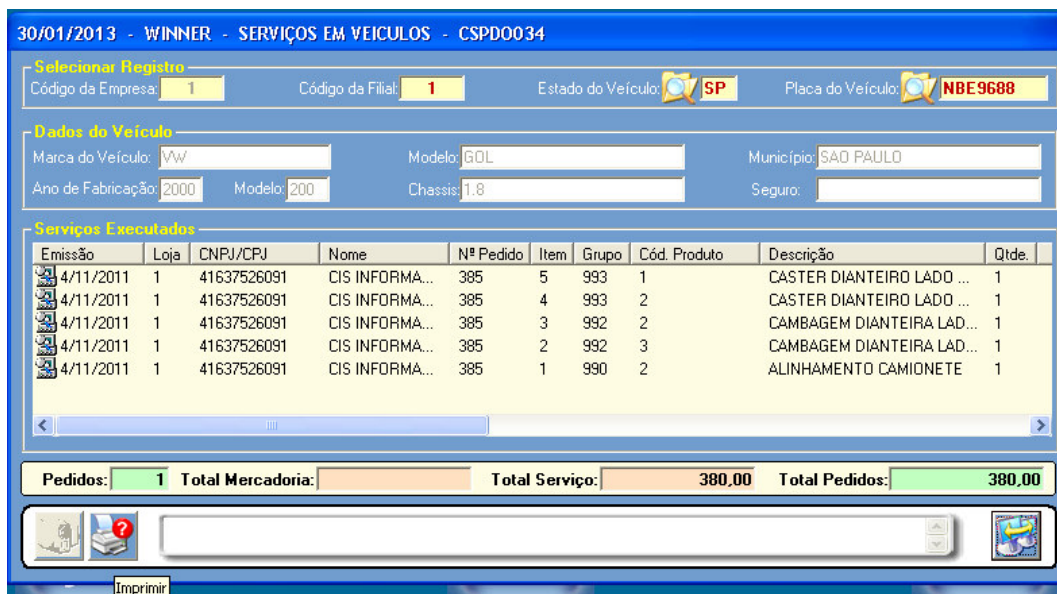 30/01/2013 - WINNER - SERVIÇOS EM VEICULOS - CSPDO034
Selecionar Registro
Código da Empresa: 1 Código da Filial: 1 Estado do Veículo: SP Placa do Veículo: NBE9688
Dados do Veículo
Marca do Veículo: VW Modelo: GOL Município: SAO PAULO
Ano de Fabricação: 2000 Modelo: 200 Chassis: 1.8 Seguro:
Serviços Executados
Emissão Loja CNPJ/CPJ Nome Nº Pedido Item Grupo Cód. Produto Descrição Qtde.
4/11/2011 1 41637526091 CIS INFORMA... 385 5 993 1 CASTER DIANTEIRO LADO ... 1
4/11/2011 1 41637526091 CIS INFORMA... 385 4 993 2 CASTER DIANTEIRO LADO ... 1
4/11/2011 1 41637526091 CIS INFORMA... 385 3 992 2 CAMBAGEM DIANTEIRA LAD... 1
4/11/2011 1 41637526091 CIS INFORMA... 385 2 992 3 CAMBAGEM DIANTEIRA LAD... 1
4/11/2011 1 41637526091 CIS INFORMA... 385 1 990 2 ALINHAMENTO CAMIONETE 1
Pedidos: 1 Total Mercadoria: Total Serviço: 380,00 Total Pedidos: 380,00
Imprimir